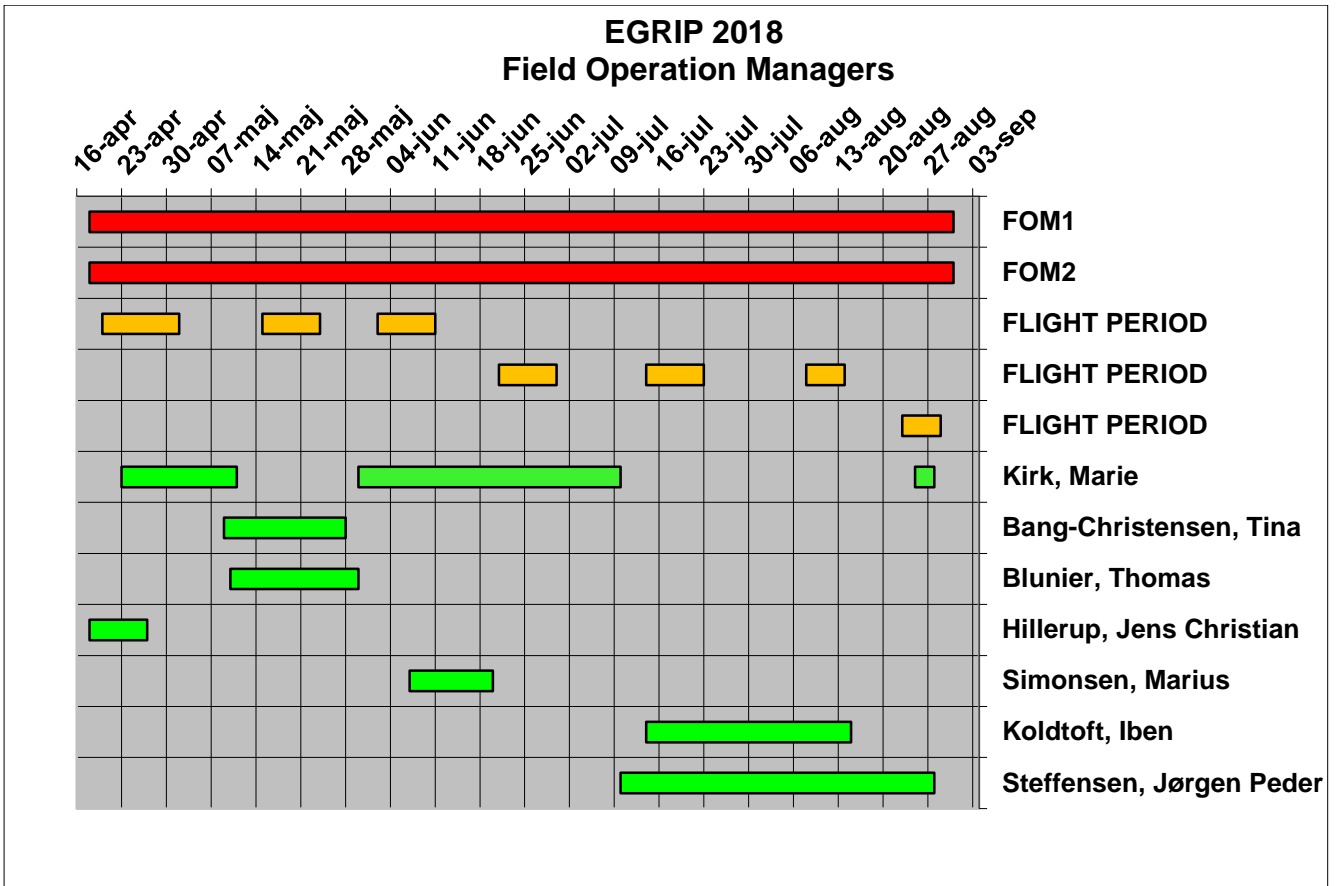 EGRIP 2018
Field Operation Managers
16-apr
23-apr
30-apr
07-maj
14-maj
21-maj
28-maj
04-jun
11-jun
18-jun
25-jun
02-jul
09-jul
16-jul
23-jul
30-jul
06-aug
13-aug
20-aug
27-aug
03-sep
FOM1
FOM2
FLIGHT PERIOD
FLIGHT PERIOD
FLIGHT PERIOD
Kirk, Marie
Bang-Christensen, Tina
Blunier, Thomas
Hillerup, Jens Christian
Simonsen, Marius
Koldtoft, Iben
Steffensen, Jørgen Peder